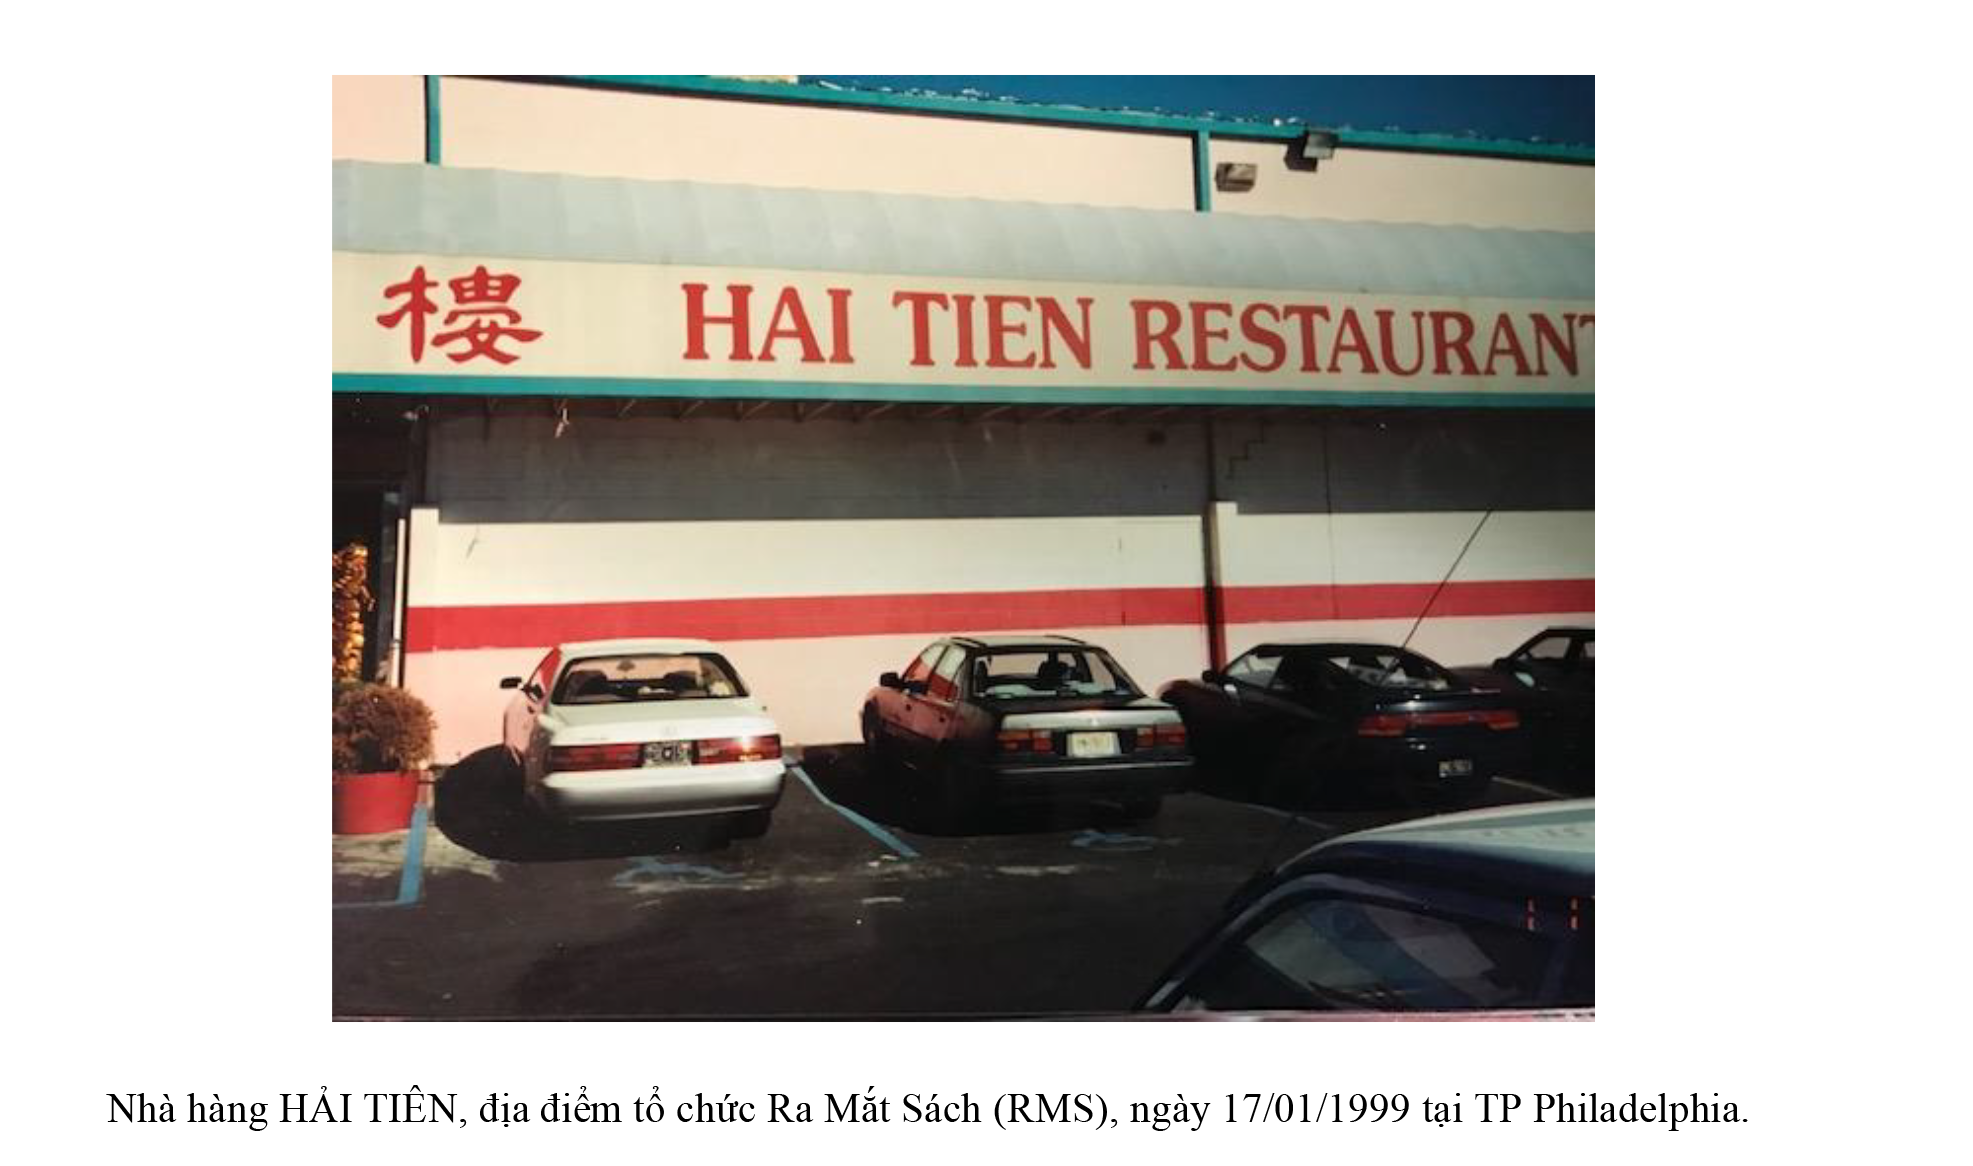 樓 HAI TIEN RESTAURANT
Nhà hàng HẢI TIÊN, địa điểm tổ chức Ra Mắt Sách (RMS), ngày 17/01/1999 tại TP Philadelphia.